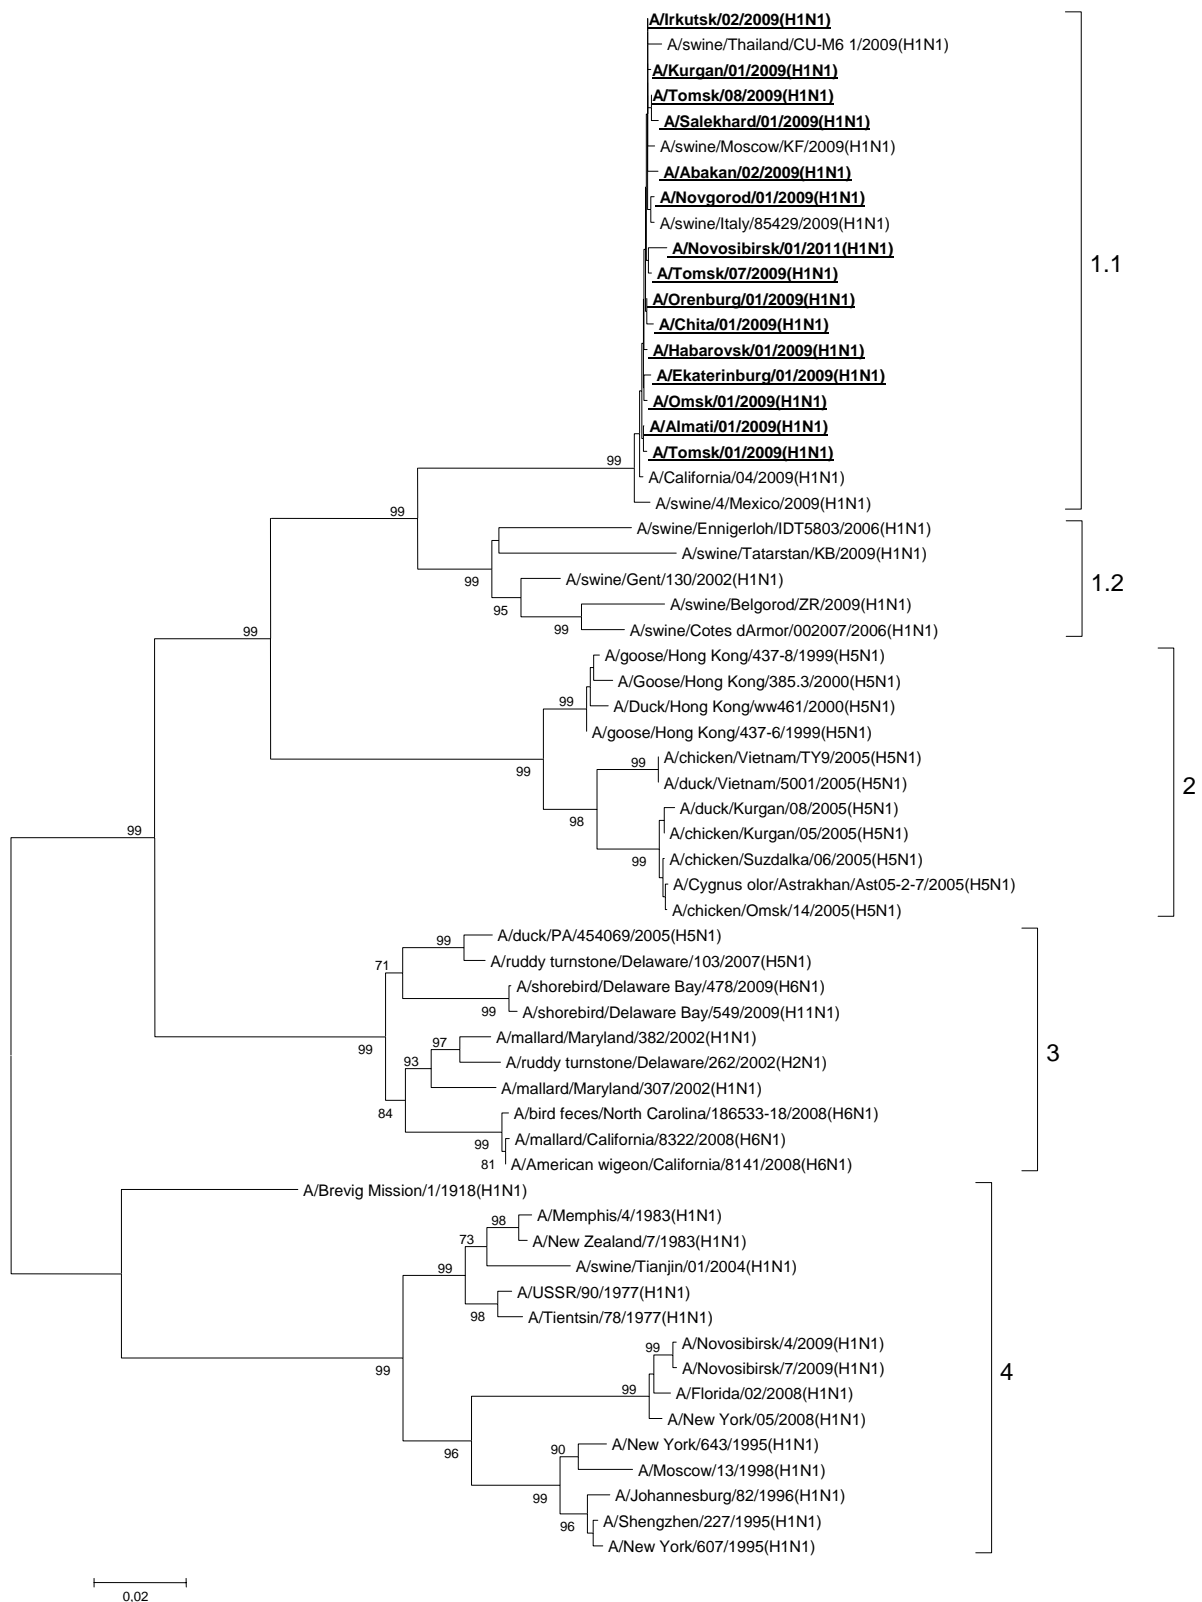 A/Irkutsk/02/2009(H1N1)
A/swine/Thailand/CU-M6 1/2009(H1N1)
A/Kurgan/01/2009(H1N1)
A/Tomsk/08/2009(H1N1)
A/Salekhard/01/2009(H1N1)
A/swine/Moscow/KF/2009(H1N1)
A/Abakan/02/2009(H1N1)
A/Novgorod/01/2009(H1N1)
A/swine/Italy/85429/2009(H1N1)
A/Novosibirsk/01/2011(H1N1)
1.1
A/Tomsk/07/2009(H1N1)
A/Orenburg/01/2009(H1N1)
A/Chita/01/2009(H1N1)
A/Habarovsk/01/2009(H1N1)
A/Ekaterinburg/01/2009(H1N1)
A/Omsk/01/2009(H1N1)
A/Almati/01/2009(H1N1)
A/Tomsk/01/2009(H1N1)
99
A/California/04/2009(H1N1)
A/swine/4/Mexico/2009(H1N1)
99
A/swine/Ennigerloh/IDT5803/2006(H1N1)
A/swine/Tatarstan/KB/2009(H1N1)
99
A/swine/Gent/130/2002(H1N1)
1.2
95
A/swine/Belgorod/ZR/2009(H1N1)
99
A/swine/Cotes dArmor/002007/2006(H1N1)
99
A/goose/Hong Kong/437-8/1999(H5N1)
A/Goose/Hong Kong/385.3/2000(H5N1)
99
A/Duck/Hong Kong/ww461/2000(H5N1)
A/goose/Hong Kong/437-6/1999(H5N1)
99
A/chicken/Vietnam/TY9/2005(H5N1)
99
A/duck/Vietnam/5001/2005(H5N1)
2
A/duck/Kurgan/08/2005(H5N1)
98
A/chicken/Kurgan/05/2005(H5N1)
99
99
A/chicken/Suzdalka/06/2005(H5N1)
A/Cygnus olor/Astrakhan/Ast05-2-7/2005(H5N1)
A/chicken/Omsk/14/2005(H5N1)
A/duck/PA/454069/2005(H5N1)
99
A/ruddy turnstone/Delaware/103/2007(H5N1)
71
A/shorebird/Delaware Bay/478/2009(H6N1)
99
A/shorebird/Delaware Bay/549/2009(H11N1)
A/mallard/Maryland/382/2002(H1N1)
97
99
3
A/ruddy turnstone/Delaware/262/2002(H2N1)
93
A/mallard/Maryland/307/2002(H1N1)
84
A/bird feces/North Carolina/186533-18/2008(H6N1)
A/mallard/California/8322/2008(H6N1)
99
81
A/American wigeon/California/8141/2008(H6N1)
A/Brevig Mission/1/1918(H1N1)
A/Memphis/4/1983(H1N1)
98
A/New Zealand/7/1983(H1N1)
73
A/swine/Tianjin/01/2004(H1N1)
99
A/USSR/90/1977(H1N1)
98
A/Tientsin/78/1977(H1N1)
A/Novosibirsk/4/2009(H1N1)
99
A/Novosibirsk/7/2009(H1N1)
99
4
99
A/Florida/02/2008(H1N1)
A/New York/05/2008(H1N1)
A/New York/643/1995(H1N1)
96
90
A/Moscow/13/1998(H1N1)
99
A/Johannesburg/82/1996(H1N1)
A/Shengzhen/227/1995(H1N1)
96
A/New York/607/1995(H1N1)
0,02